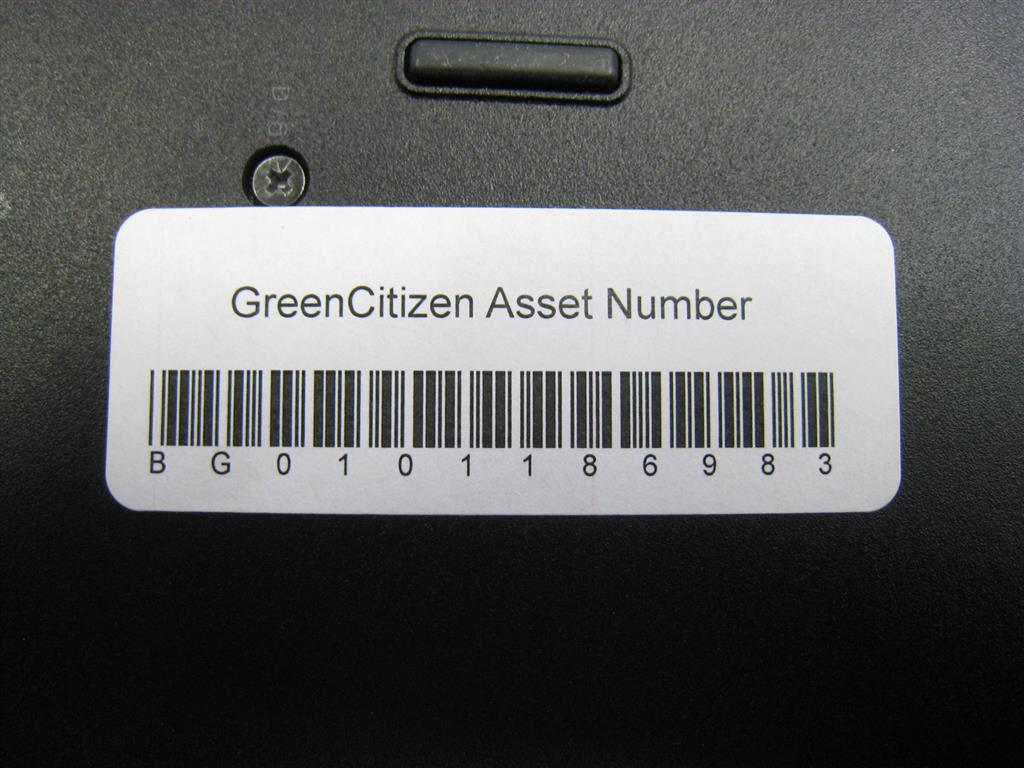 GreenCitizen Asset Number
B G 0 1 0 1 1 8 6 9 8 3